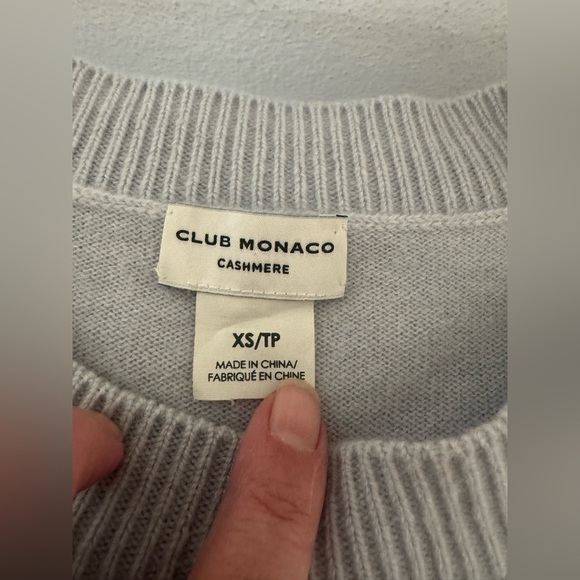 CLUB MONACO
CASHMERE
XS/TP
MADE IN CHINA/
FABRIQUÉ EN CHINE